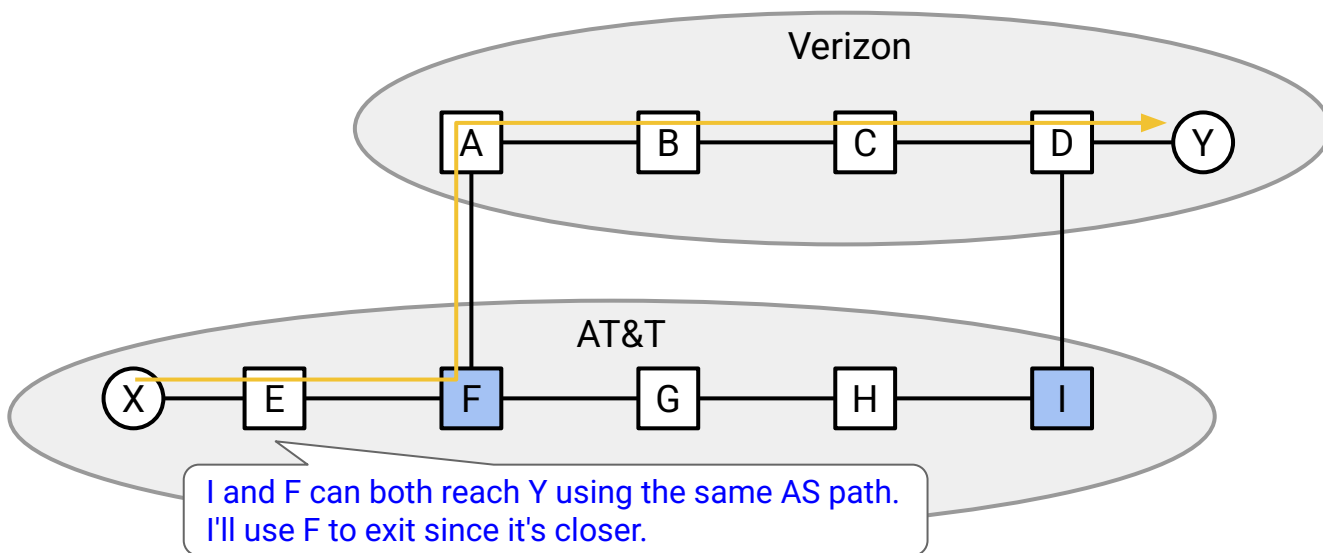 Verizon
A
B
C
D
Y
AT&T
X
E
F
G
H
I
I and F can both reach Y using the same AS path.
I'll use F to exit since it's closer.